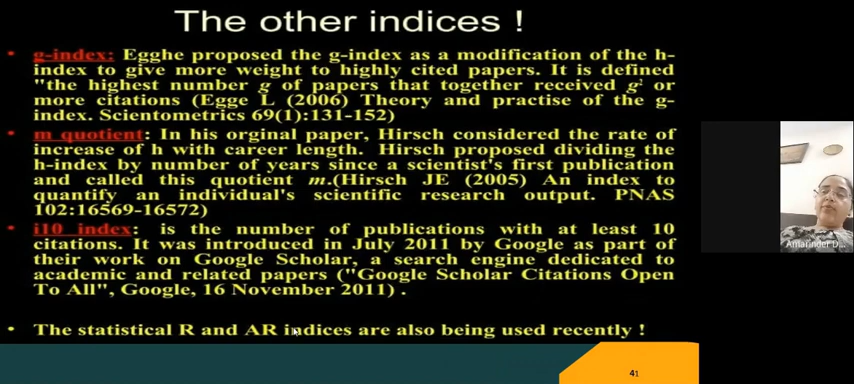 The other indices !
• g-index: Egghe proposed the g-index as a modification of the h-
index to give more weight to highly cited papers. It is defined
"the highest number g of papers that together received g² or
more citations (Egge L (2006) Theory and practise of the g-
index. Scientometrics 69(1):131-152)
• m quotient: In his orginal paper, Hirsch considered the rate of
increase of h with career length. Hirsch proposed dividing the
h-index by number of years since a scientist's first publication
and called this quotient m.(Hirsch JE (2005) An index to
quantify an individual's scientific research output. PNAS
102:16569-16572)
• i10 index: is the number of publications with at least 10
citations. It was introduced in July 2011 by Google as part of
their work on Google Scholar, a search engine dedicated to
academic and related papers ("Google Scholar Citations Open
To All", Google, 16 November 2011) .
• The statistical R and AR indices are also being used recently !
41
Amarinder D...